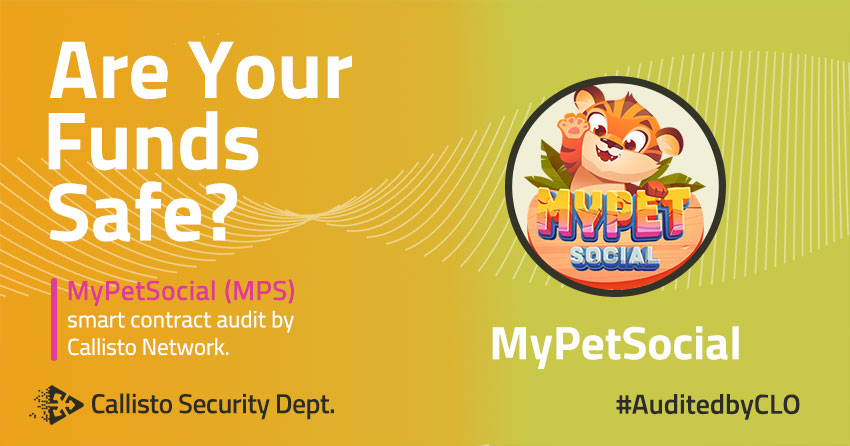 Are Your
Funds
Safe?
MyPetSocial (MPS)
smart contract audit by
Callisto Network.
Callisto Security Dept.
MYPET
SOCIAL
MyPetSocial
#AuditedbyCLO